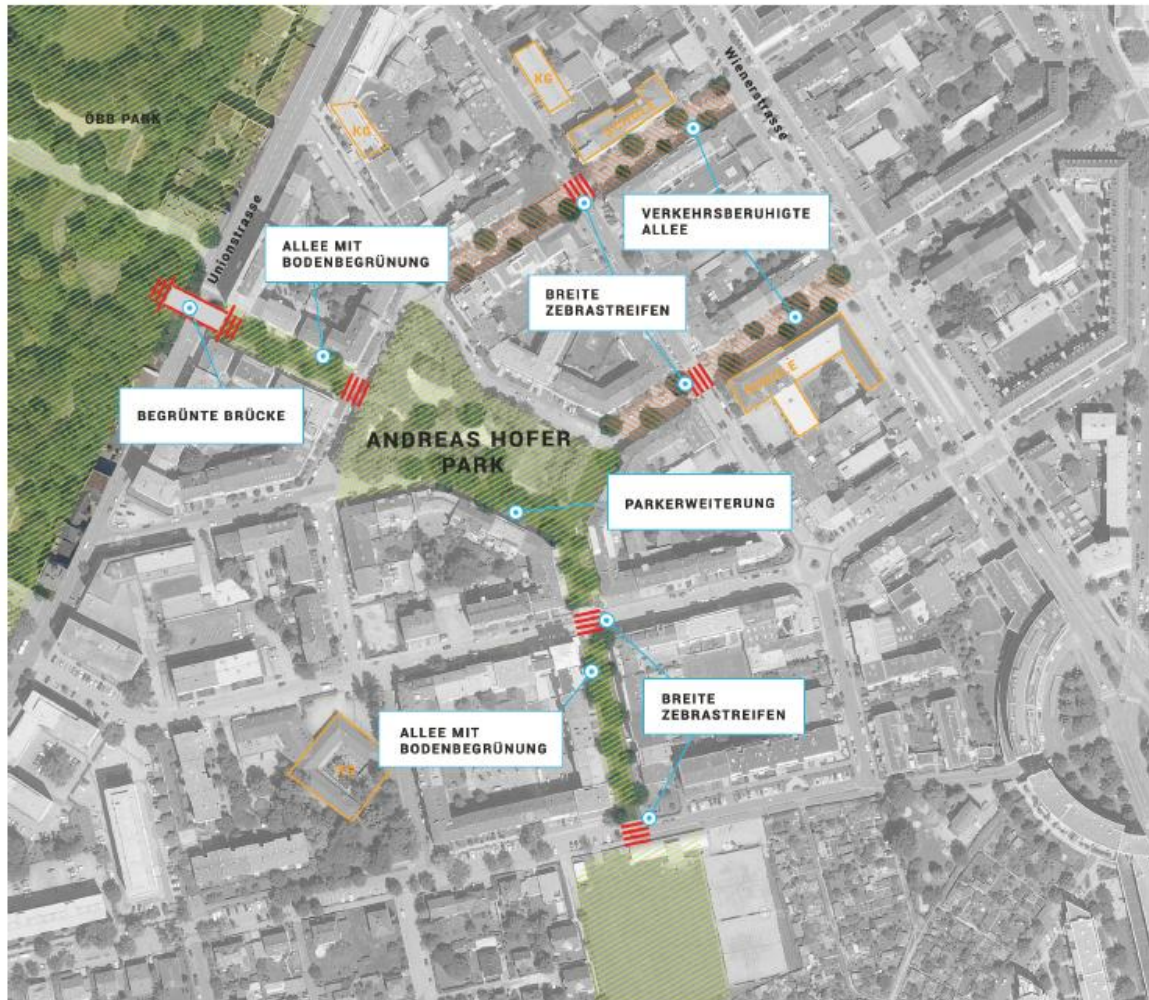 KG
Wienerstrasse
ÖBB PARK
KG
Unionstrasse
VERKEHRSBERUHIGTE
ALLEE
ALLEE MIT
BODENBEGRÜNUNG
BREITE
ZEBRASTREIFEN
BEGRÜNTE BRÜCKE
ANDREAS HOFER
PARK
PARKERWEITERUNG
BREITE
ZEBRASTREIFEN
ALLEE MIT
BODENBEGRÜNUNG